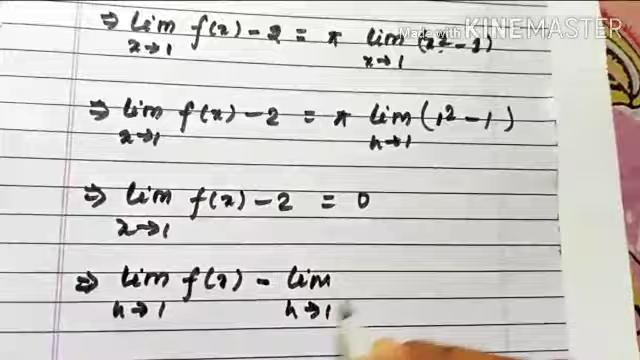 Made with KINEMASTER
⇒ lim f(x) - 2 = π lim (x² - 1)
x→1 x→1
⇒ lim f(x) - 2 = π lim (1² - 1)
x→1 x→1
⇒ lim f(x) - 2 = 0
x→1
⇒ lim f(x) - lim
x→1 x→1